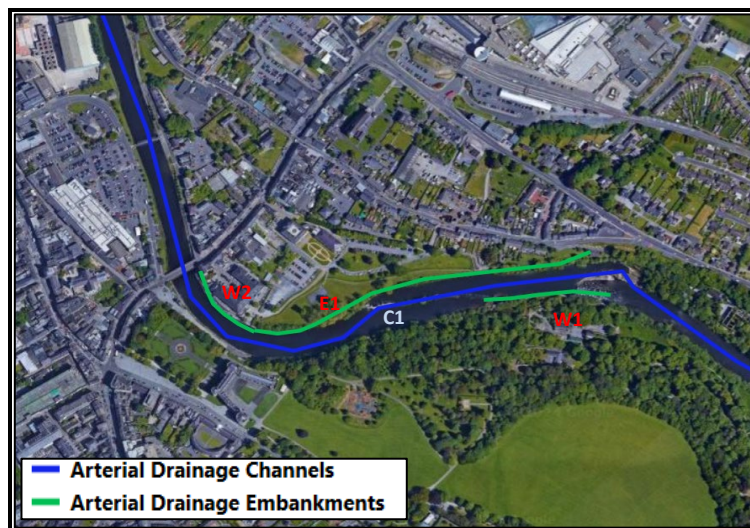 W2
E1
C1
W1
Arterial Drainage Channels
Arterial Drainage Embankments